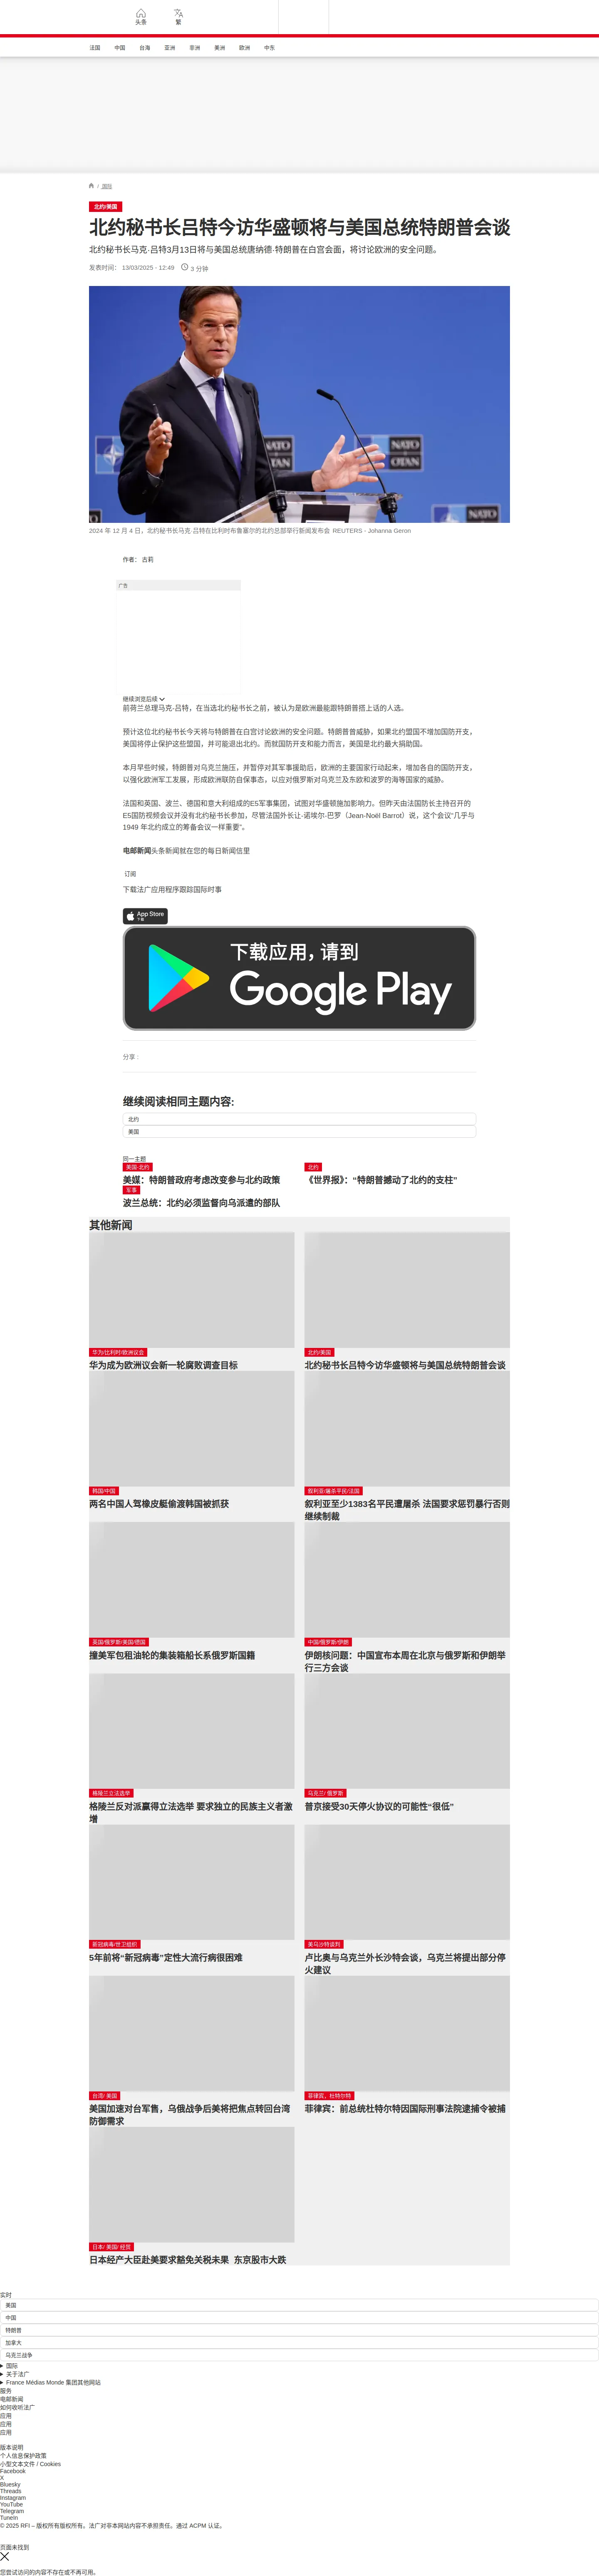 头条
繁
法国 中国 台海 亚洲 非洲 美洲 欧洲 中东
/ 国际
北约/美国
北约秘书长吕特今访华盛顿将与美国总统特朗普会谈
北约秘书长马克·吕特3月13日将与美国总统唐纳德·特朗普在白宫会面，将讨论欧洲的安全问题。
发表时间： 13/03/2025 - 12:49 3 分钟
NATO
OTAN
NATO
OTAN
2024 年 12 月 4 日，北约秘书长马克·吕特在比利时布鲁塞尔的北约总部举行新闻发布会 REUTERS - Johanna Geron
作者： 古莉
广告
继续浏览后续
前荷兰总理马克-吕特，在当选北约秘书长之前，被认为是欧洲最能跟特朗普搭上话的人选。
预计这位北约秘书长今天将与特朗普在白宫讨论欧洲的安全问题。特朗普曾威胁，如果北约盟国不增加国防开支，
美国将停止保护这些盟国，并可能退出北约。而就国防开支和能力而言，美国是北约最大捐助国。
本月早些时候，特朗普对乌克兰施压，并暂停对其军事援助后，欧洲的主要国家行动起来，增加各自的国防开支，
以强化欧洲军工发展，形成欧洲联防自保事态，以应对俄罗斯对乌克兰及东欧和波罗的海等国家的威胁。
法国和英国、波兰、德国和意大利组成的E5军事集团，试图对华盛顿施加影响力。但昨天由法国防长主持召开的
E5国防视频会议并没有北约秘书长参加，尽管法国外长让-诺埃尔-巴罗（Jean-Noël Barrot）说，这个会议“几乎与
1949 年北约成立的筹备会议一样重要”。
电邮新闻头条新闻就在您的每日新闻信里
订阅
下载法广应用程序跟踪国际时事
App Store
下载
下载应用，请到
Google Play
分享 :
继续阅读相同主题内容:
北约
美国
同一主题
美国-北约
美媒：特朗普政府考虑改变参与北约政策
北约
《世界报》：“特朗普撼动了北约的支柱”
军事
波兰总统：北约必须监督向乌派遣的部队
其他新闻
华为/比利时/欧洲议会
华为成为欧洲议会新一轮腐败调查目标
北约/美国
北约秘书长吕特今访华盛顿将与美国总统特朗普会谈
韩国/中国
两名中国人驾橡皮艇偷渡韩国被抓获
叙利亚/屠杀平民/法国
叙利亚至少1383名平民遭屠杀 法国要求惩罚暴行否则
继续制裁
英国/俄罗斯/美国/德国
撞美军包租油轮的集装箱船长系俄罗斯国籍
中国/俄罗斯/伊朗
伊朗核问题：中国宣布本周在北京与俄罗斯和伊朗举
行三方会谈
格陵兰立法选举
格陵兰反对派赢得立法选举 要求独立的民族主义者激
增
乌克兰/ 俄罗斯
普京接受30天停火协议的可能性“很低”
新冠病毒/世卫组织
5年前将“新冠病毒”定性大流行病很困难
美乌沙特谈判
卢比奥与乌克兰外长沙特会谈，乌克兰将提出部分停
火建议
台湾/ 美国
美国加速对台军售，乌俄战争后美将把焦点转回台湾
防御需求
菲律宾，杜特尔特
菲律宾：前总统杜特尔特因国际刑事法院逮捕令被捕
日本/ 美国/ 经贸
日本经产大臣赴美要求豁免关税未果 东京股市大跌
实时
美国
中国
特朗普
加拿大
乌克兰战争
国际
关于法广
France Médias Monde 集团其他网站
服务
电邮新闻
如何收听法广
应用
应用
应用
版本说明
个人信息保护政策
小型文本文件 / Cookies
Facebook
X
Bluesky
Threads
Instagram
YouTube
Telegram
TuneIn
© 2025 RFI – 版权所有版权所有。法广对非本网站内容不承担责任。通过 ACPM 认证。
页面未找到
您尝试访问的内容不存在或不再可用。